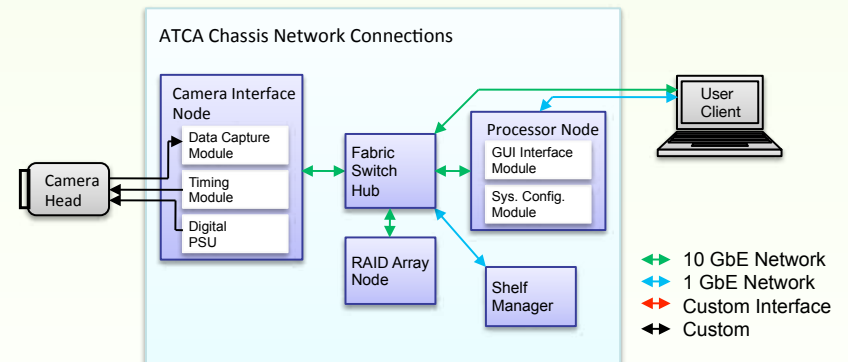 ATCA Chassis Network Connections
Camera Interface
Node
Data Capture
Module
Timing
Module
Digital
PSU
Camera
Head
Fabric
Switch
Hub
RAID Array
Node
Processor Node
GUI Interface
Module
Sys. Config.
Module
Shelf
Manager
User
Client
10 GbE Network
1 GbE Network
Custom Interface
Custom